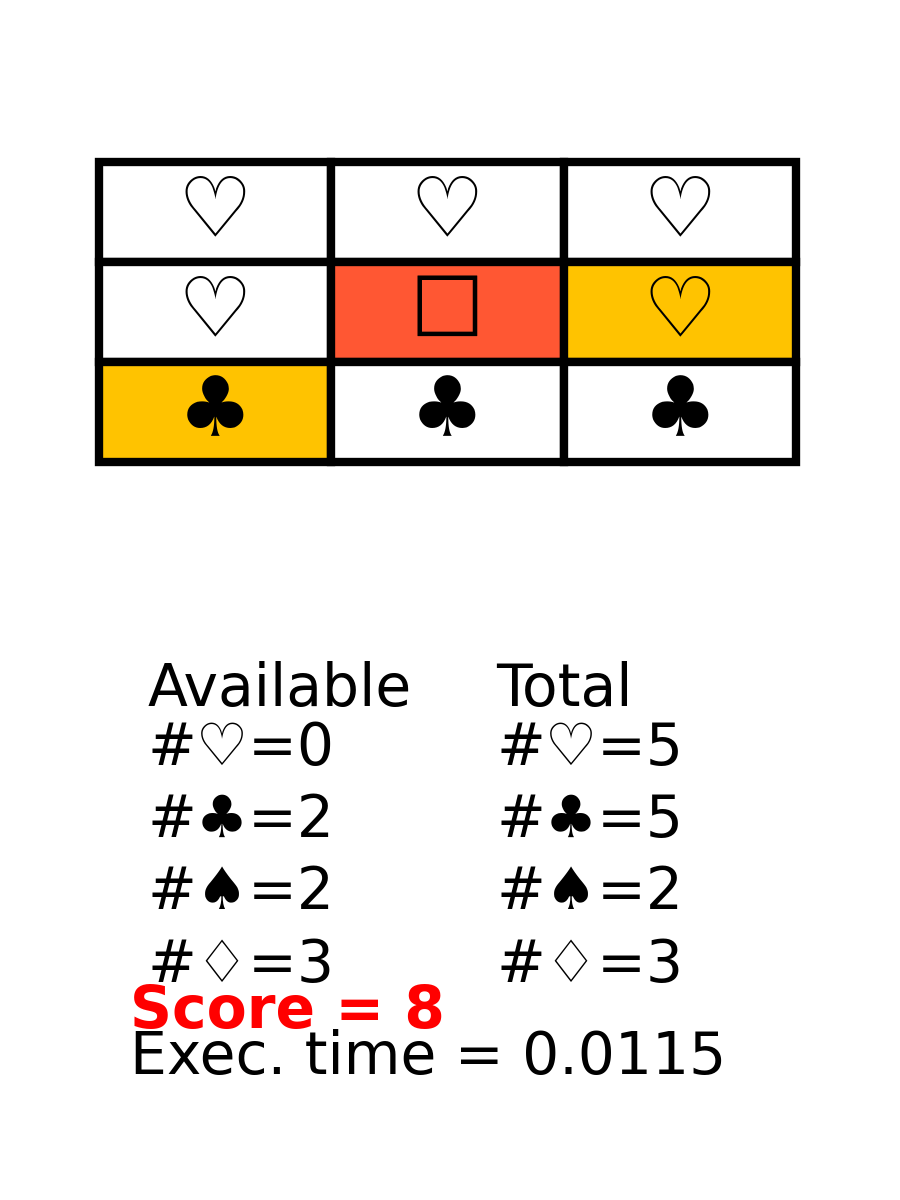 ♡ ♡ ♡
♡ □ ♡
♣ ♣ ♣
Available Total
#♡=0 #♡=5
#♣=2 #♣=5
#♠=2 #♠=2
#♢=3 #♢=3
Score = 8
Exec. time = 0.0115